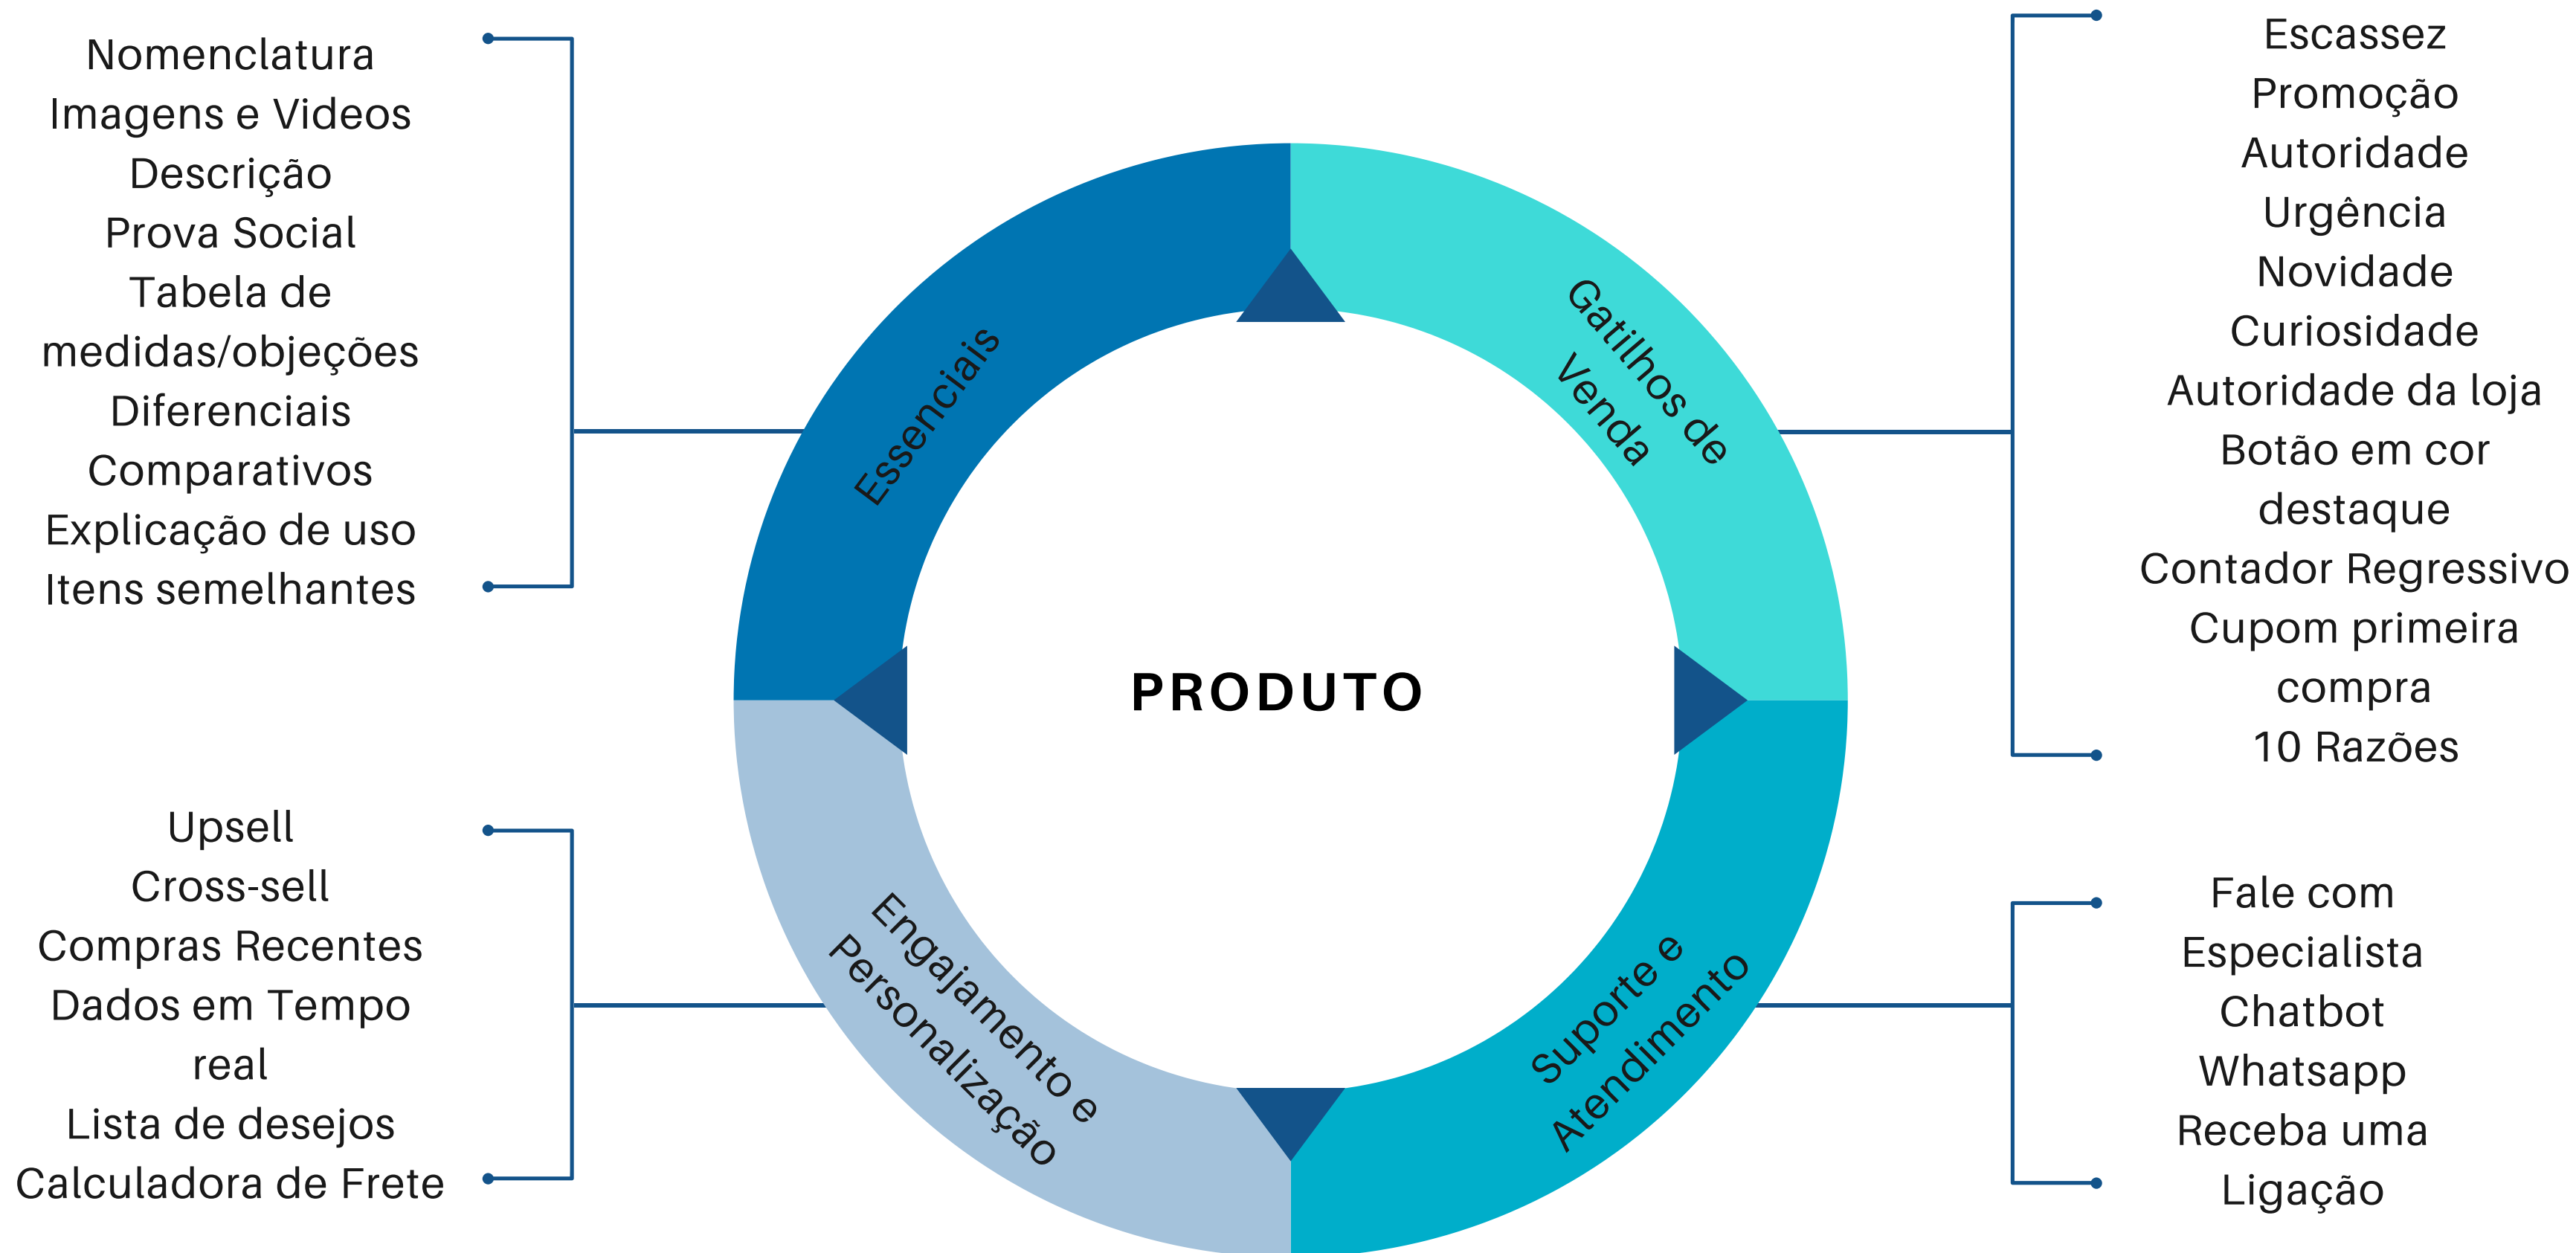 Nomenclatura
Imagens e Videos
Descrição
Prova Social
Tabela de
medidas/objeções
Diferenciais
Comparativos
Explicação de uso
Itens semelhantes
Essenciais
Gatilhos de
Venda
Escassez
Promoção
Autoridade
Urgência
Novidade
Curiosidade
Autoridade da loja
Botão em cor
destaque
Contador Regressivo
Cupom primeira
compra
10 Razões
PRODUTO
Upsell
Cross-sell
Compras Recentes
Dados em Tempo
real
Lista de desejos
Calculadora de Frete
Engajamento e
Personalização
Suporte e
Atendimento
Fale com
Especialista
Chatbot
Whatsapp
Receba uma
Ligação